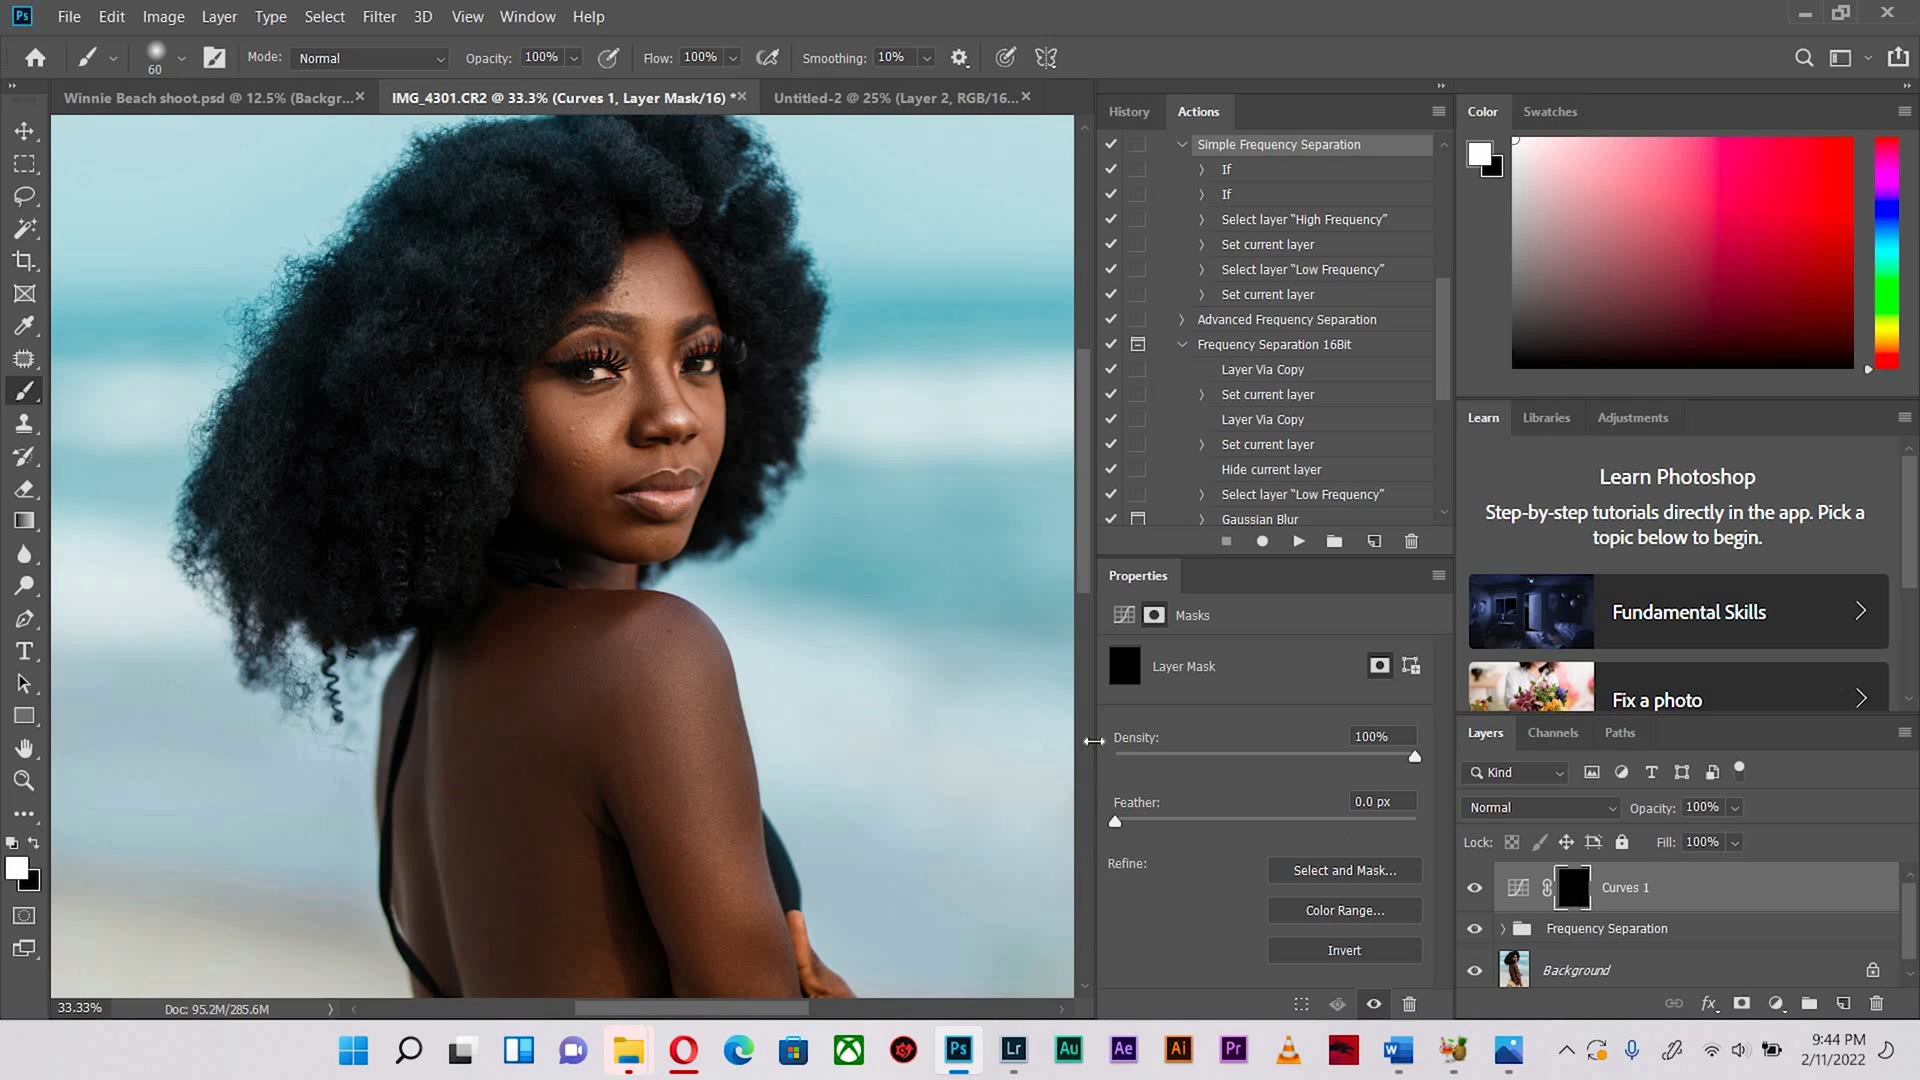 Ps File Edit Image Layer Type Select Filter 3D View Window Help
60 Mode: Normal Opacity: 100% Flow: 100% Smoothing: 10%
Winnie Beach shoot.psd @ 12.5% (Backgr... IMG_4301.CR2 @ 33.3% (Curves 1, Layer Mask/16) * Untitled-2 @ 25% (Layer 2, RGB/16...
History Actions
Simple Frequency Separation
If
If
Select layer “High Frequency”
Set current layer
Select layer “Low Frequency”
Set current layer
Advanced Frequency Separation
Frequency Separation 16Bit
Layer Via Copy
Set current layer
Layer Via Copy
Set current layer
Hide current layer
Select layer “Low Frequency”
Gaussian Blur
Properties
Masks
Layer Mask
Density: 100%
Feather: 0.0 px
Refine: Select and Mask...
Color Range...
Invert
Color Swatches
Learn Libraries Adjustments
Learn Photoshop
Step-by-step tutorials directly in the app. Pick a
topic below to begin.
Fundamental Skills
Fix a photo
Layers Channels Paths
Kind
Normal Opacity: 100%
Lock: Fill: 100%
Curves 1
Frequency Separation
Background
33.33% Doc: 95.2M/285.6M
Ps Lr Au Ae Ai Pr W
9:44 PM
2/11/2022